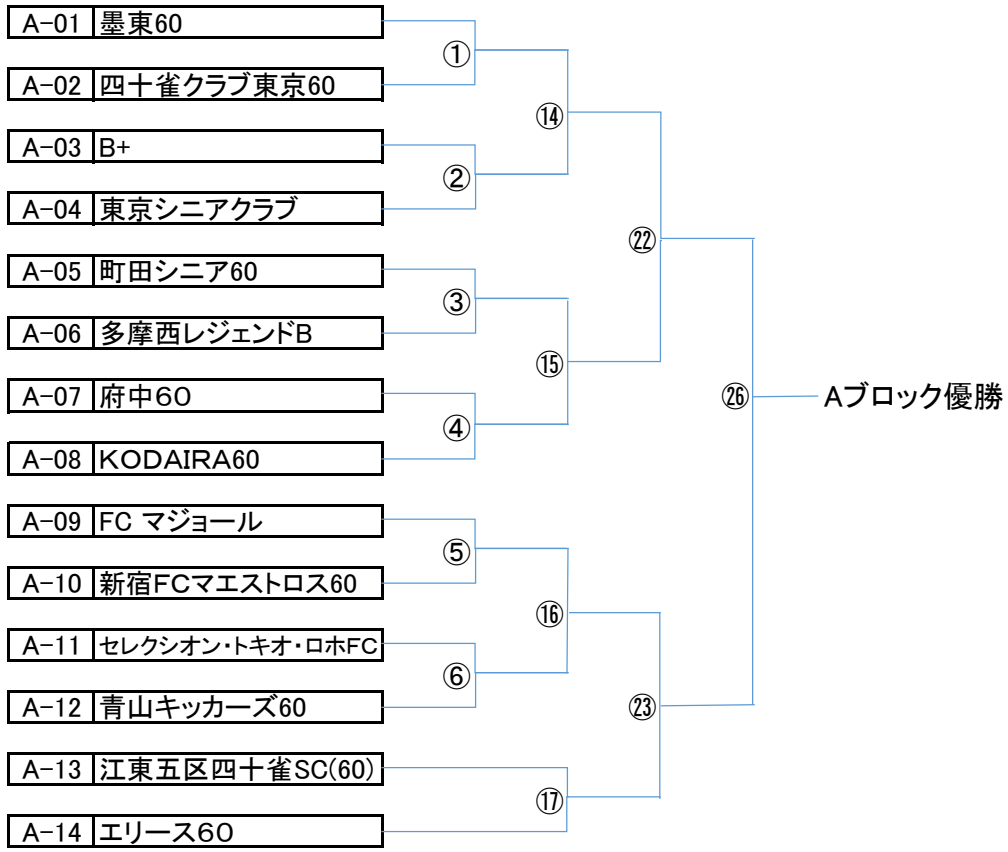 A-01 墨東60
①
A-02 四十雀クラブ東京60
⑭
A-03 B+
②
A-04 東京シニアクラブ
㉒
A-05 町田シニア60
③
A-06 多摩西レジェンドB
⑮
A-07 府中60
㉖ Aブロック優勝
④
A-08 KODAIRA60
A-09 FC マジョール
⑤
A-10 新宿FCマエストロス60
⑯
A-11 セレクシオン・トキオ・ロホFC
⑥
A-12 青山キッカーズ60
㉓
A-13 江東五区四十雀SC(60)
⑰
A-14 エリース60